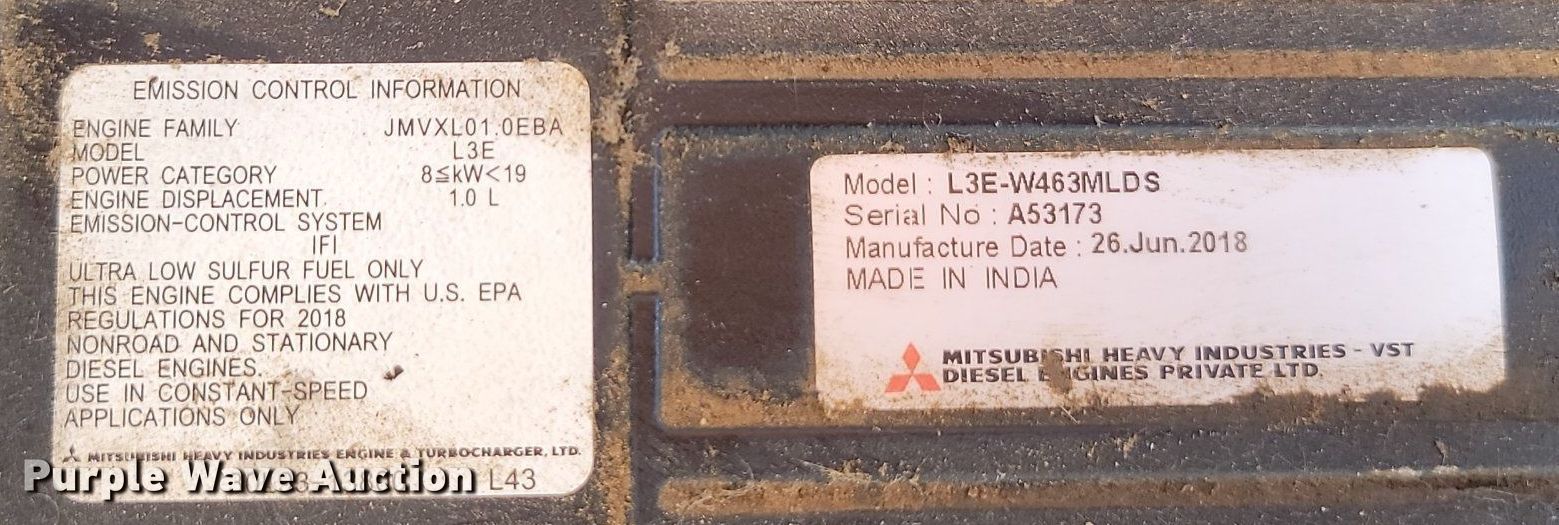 EMISSION CONTROL INFORMATION
ENGINE FAMILY JMVXL01.0EBA
MODEL L3E
POWER CATEGORY 8≦kW<19
ENGINE DISPLACEMENT 1.0 L
EMISSION-CONTROL SYSTEM
IFI
ULTRA LOW SULFUR FUEL ONLY
THIS ENGINE COMPLIES WITH U.S. EPA
REGULATIONS FOR 2018
NONROAD AND STATIONARY
DIESEL ENGINES.
USE IN CONSTANT-SPEED
APPLICATIONS ONLY
MITSUBISHI HEAVY INDUSTRIES ENGINE & TURBOCHARGER, LTD.
L43
Purple Wave Auction
Model : L3E-W463MLDS
Serial No : A53173
Manufacture Date : 26.Jun.2018
MADE IN INDIA
MITSUBISHI HEAVY INDUSTRIES - VST
DIESEL ENGINES PRIVATE LTD.